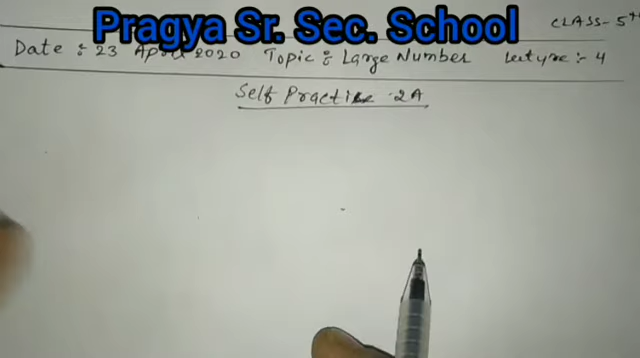 Pragya Sr. Sec. School
CLASS- 5th
Date : 23 April 2020 Topic : Large Number Lecture :- 4
Self Practice - 2A